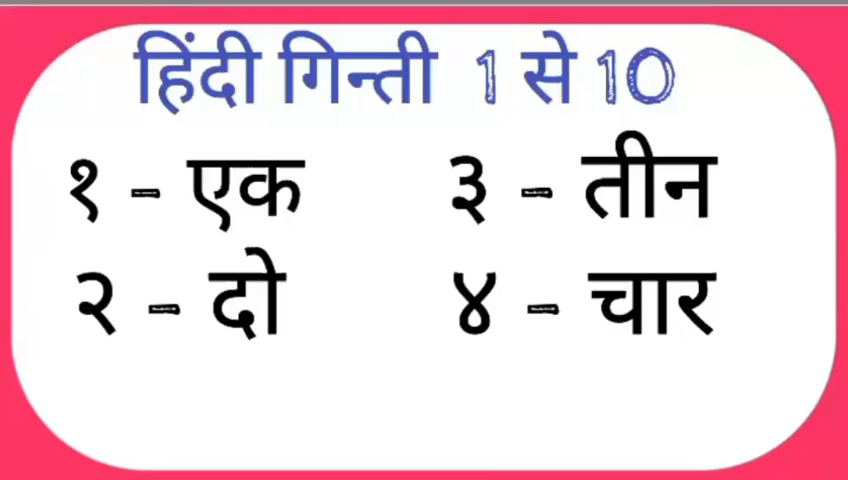 हिंदी गिन्ती 1 से 10
१ - एक ३ - तीन
२ - दो ४ - चार